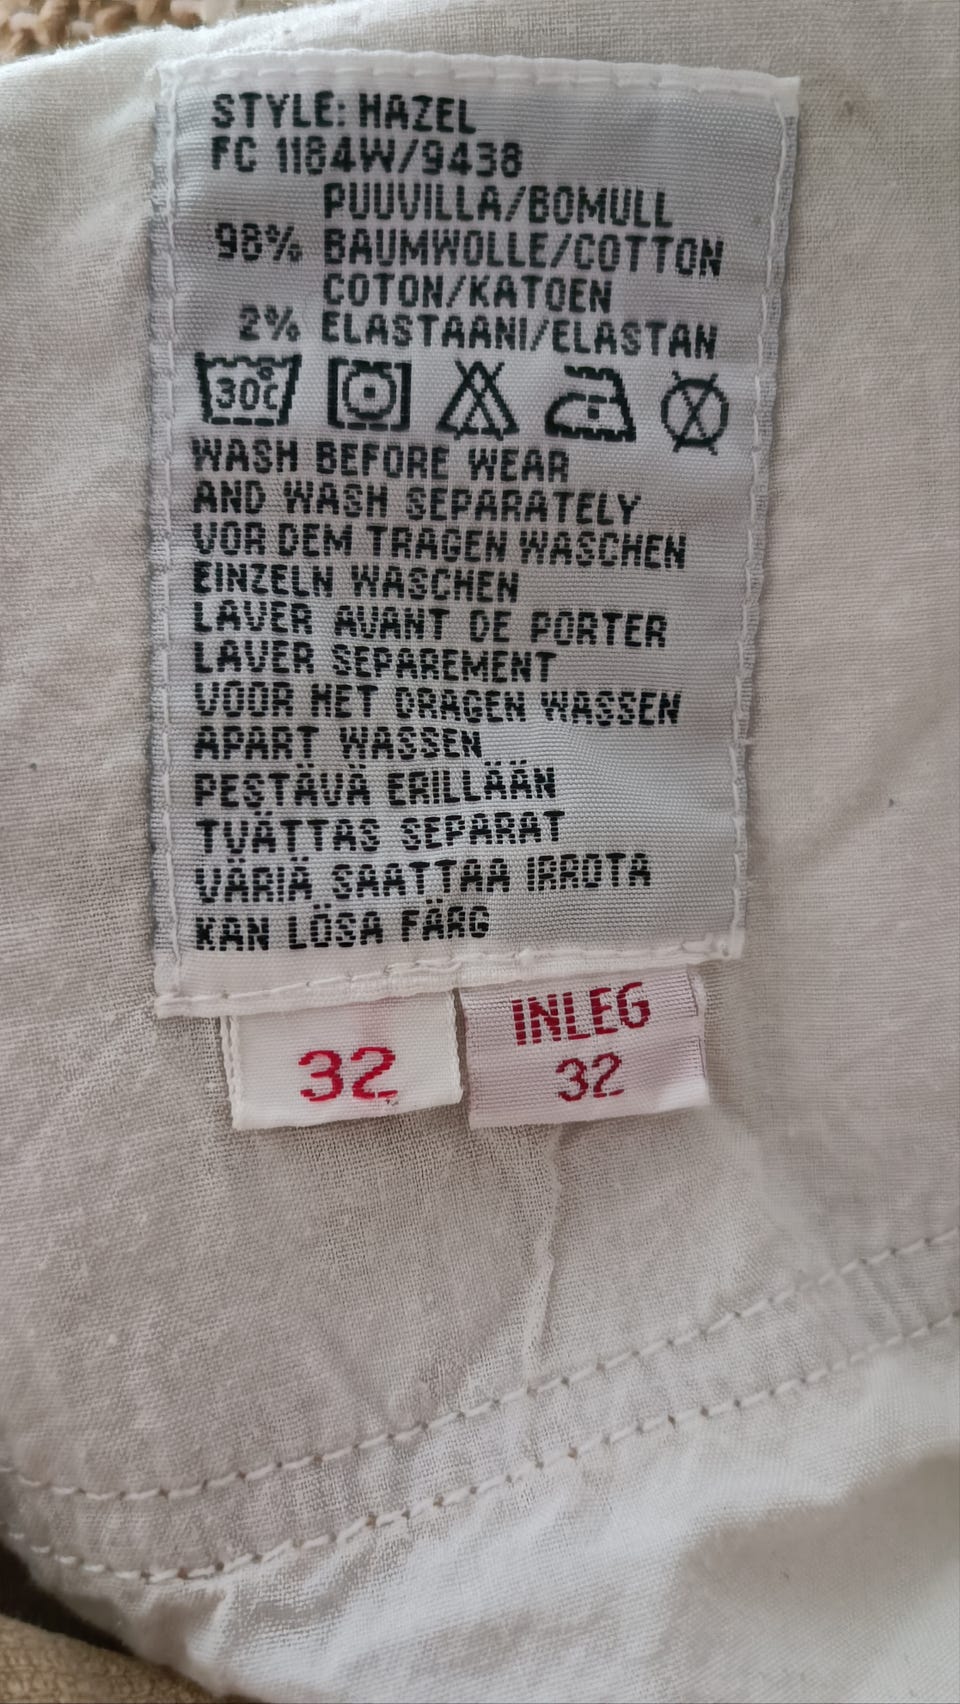 STYLE: HAZEL
FC 1184W/9438
PUUVILLA/BOMULL
98% BAUMWOLLE/COTTON
COTON/KATOEN
2% ELASTAANI/ELASTAN
30°C
WASH BEFORE WEAR
AND WASH SEPARATELY
VOR DEM TRAGEN WASCHEN
EINZELN WASCHEN
LAVER AVANT DE PORTER
LAVER SEPAREMENT
VOOR HET DRAGEN WASSEN
APART WASSEN
PESTÄVÄ ERILLÄÄN
TVÄTTAS SEPARAT
VÄRIÄ SAATTAA IRROTA
KAN LÖSA FÄRG
32
INLEG
32